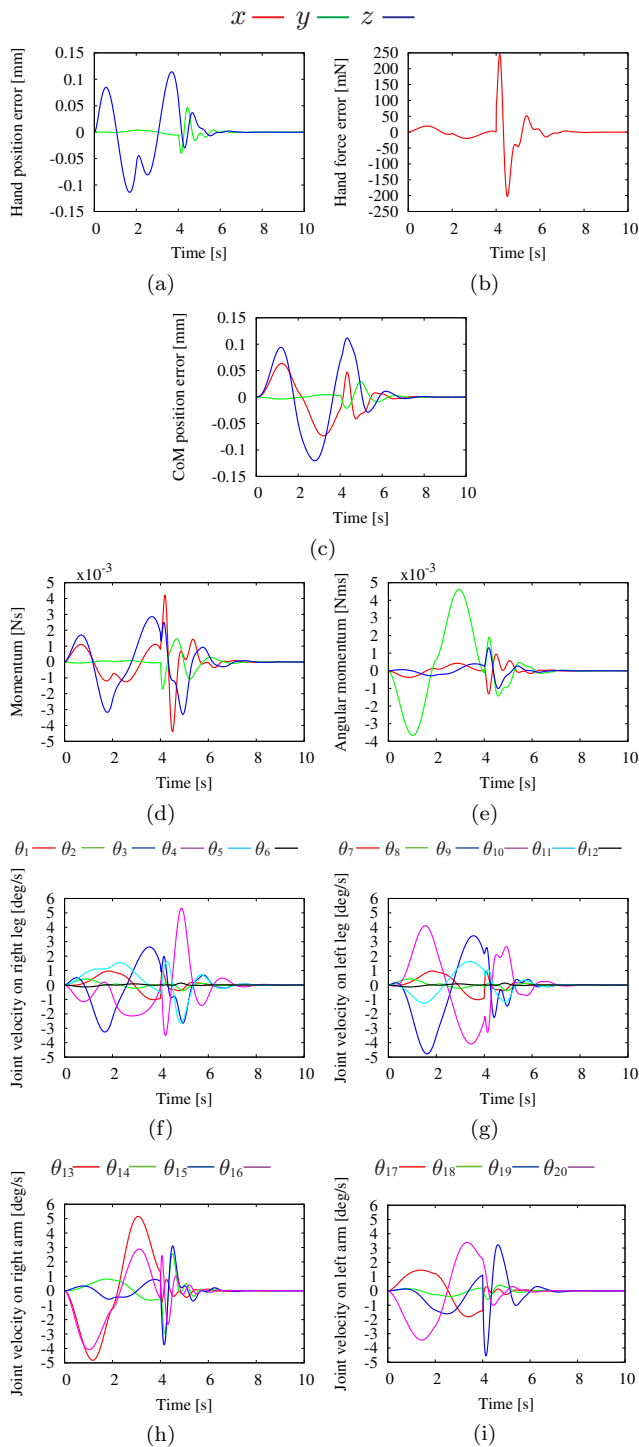 x y z
Hand position error [mm]
0.15
0.1
0.05
0
-0.05
-0.1
-0.15
0 2 4 6 8 10
Time [s]
(a)
Hand force error [mN]
250
200
150
100
50
0
-50
-100
-150
-200
-250
0 2 4 6 8 10
Time [s]
(b)
CoM position error [mm]
0.15
0.1
0.05
0
-0.05
-0.1
-0.15
0 2 4 6 8 10
Time [s]
(c)
Momentum [Ns]
x10⁻³
5
4
3
2
1
0
-1
-2
-3
-4
-5
0 2 4 6 8 10
Time [s]
(d)
Angular momentum [Nms]
x10⁻³
5
4
3
2
1
0
-1
-2
-3
-4
0 2 4 6 8 10
Time [s]
(e)
θ₁ θ₂ θ₃ θ₄ θ₅ θ₆
Joint velocity on right leg [deg/s]
6
5
4
3
2
1
0
-1
-2
-3
-4
-5
0 2 4 6 8 10
Time [s]
(f)
θ₇ θ₈ θ₉ θ₁₀ θ₁₁ θ₁₂
Joint velocity on left leg [deg/s]
6
5
4
3
2
1
0
-1
-2
-3
-4
-5
0 2 4 6 8 10
Time [s]
(g)
θ₁₃ θ₁₄ θ₁₅ θ₁₆
Joint velocity on right arm [deg/s]
6
5
4
3
2
1
0
-1
-2
-3
-4
-5
0 2 4 6 8 10
Time [s]
(h)
θ₁₇ θ₁₈ θ₁₉ θ₂₀
Joint velocity on left arm [deg/s]
6
5
4
3
2
1
0
-1
-2
-3
-4
-5
0 2 4 6 8 10
Time [s]
(i)